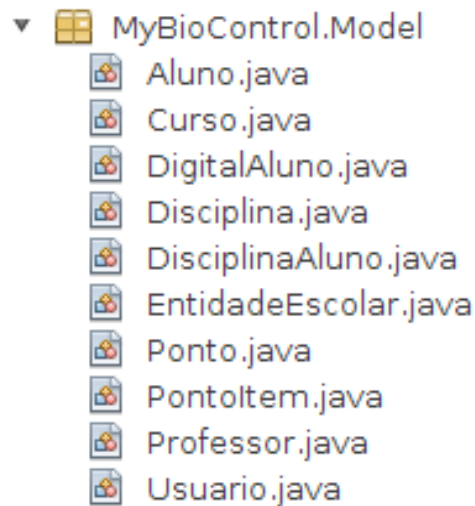 MyBioControl.Model
Aluno.java
Curso.java
DigitalAluno.java
Disciplina.java
DisciplinaAluno.java
EntidadeEscolar.java
Ponto.java
PontoItem.java
Professor.java
Usuario.java